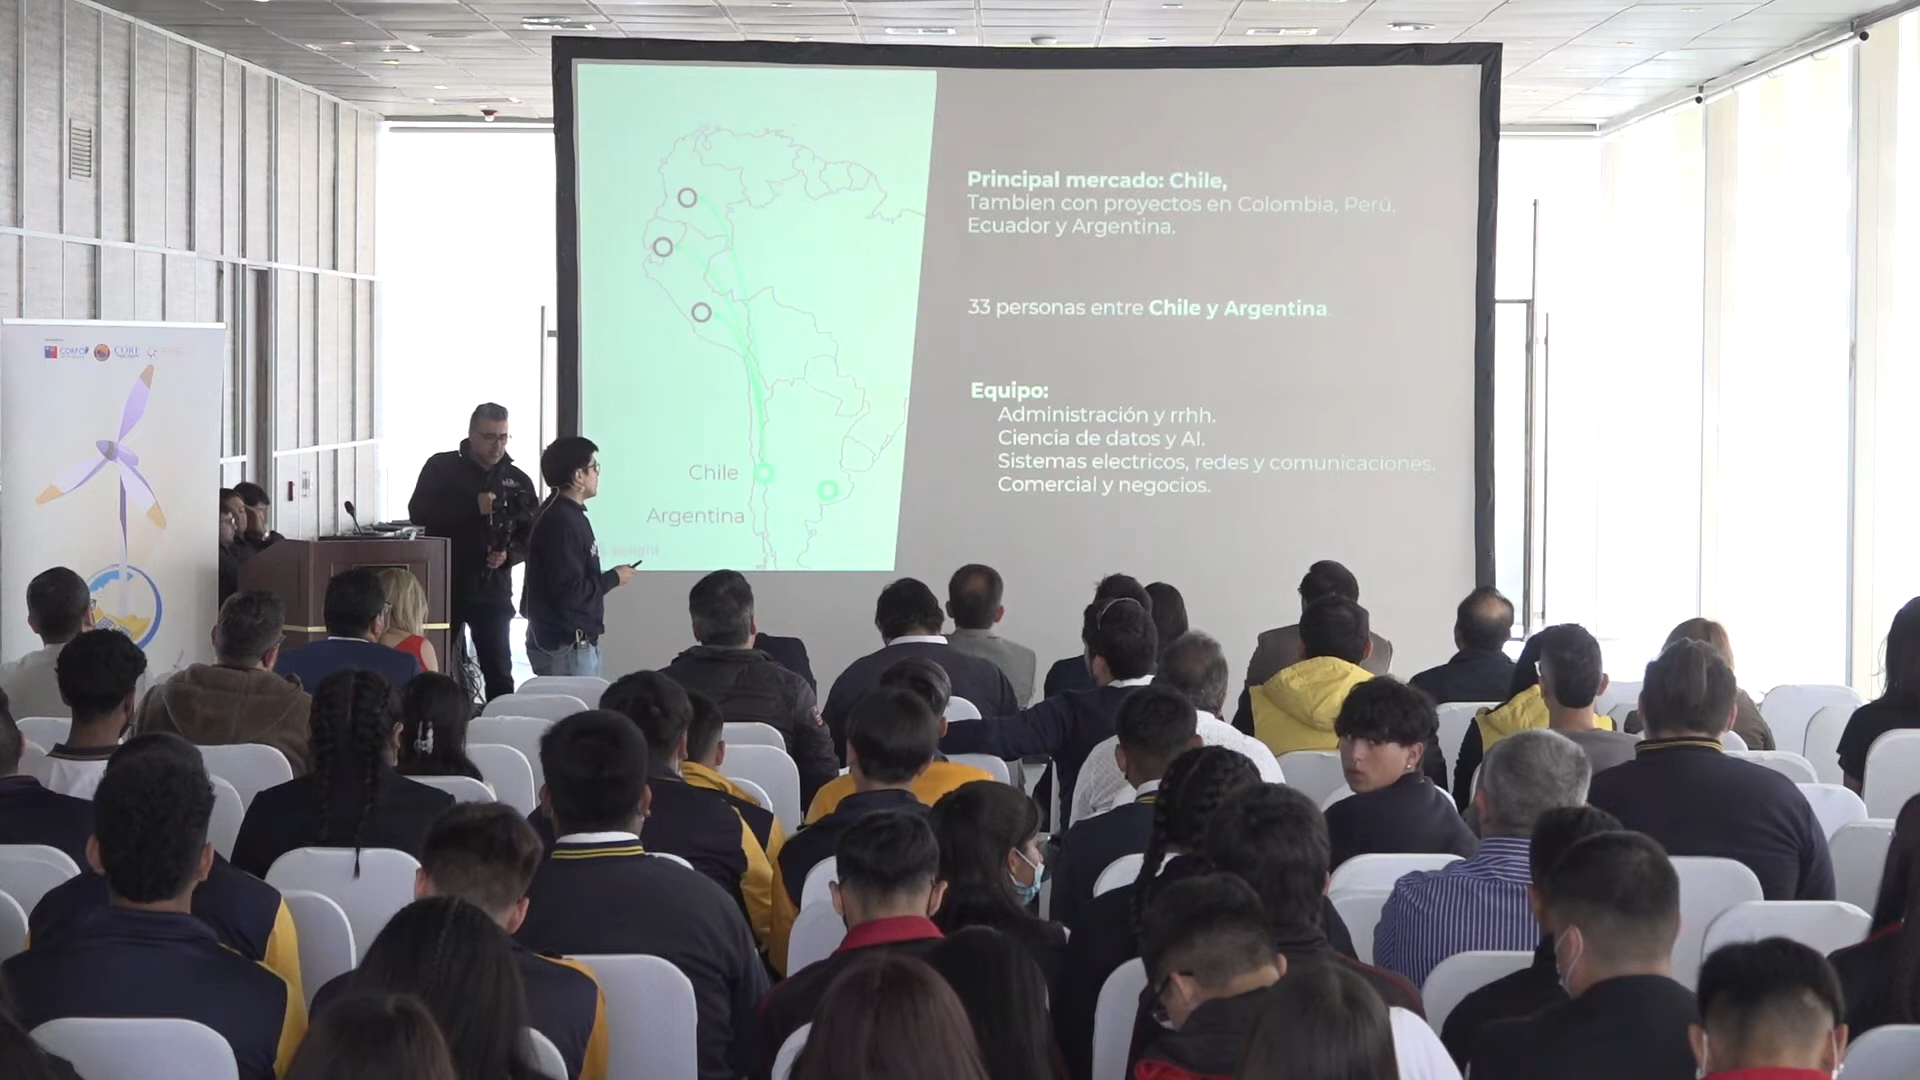 Principal mercado: Chile,
Tambien con proyectos en Colombia, Perú,
Ecuador y Argentina.
33 personas entre Chile y Argentina.
Equipo:
Administración y rrhh.
Ciencia de datos y AI.
Sistemas electricos, redes y comunicaciones.
Comercial y negocios.
Chile
Argentina
CORFO
CORE